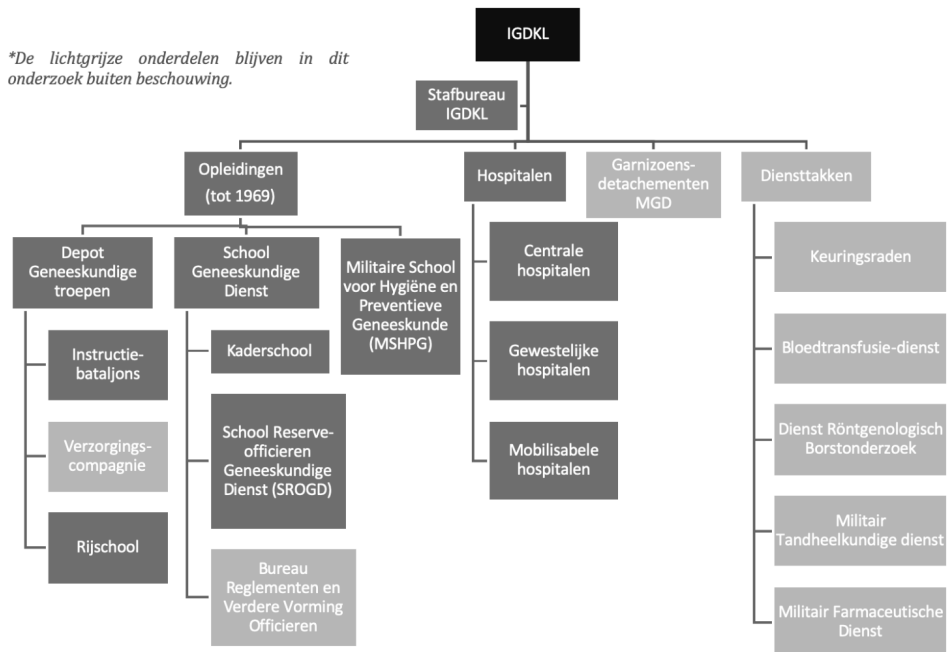 IGDKL
*De lichtgrijze onderdelen blijven in dit
onderzoek buiten beschouwing.
Stafbureau
IGDKL
Opleidingen
(tot 1969)
Hospitalen
Garnizoens-
detachementen
MGD
Diensttakken
Depot
Geneeskundige
troepen
School
Geneeskundige
Dienst
Militaire School
voor Hygiëne en
Preventieve
Geneeskunde
(MSHPG)
Instructie-
bataljons
Verzorgings-
compagnie
Rijschool
Kaderschool
School Reserve-
officieren
Geneeskundige
Dienst (SROGD)
Bureau
Reglementen en
Verdere Vorming
Officieren
Centrale
hospitalen
Gewestelijke
hospitalen
Mobilisabele
hospitalen
Keuringsraden
Bloedtransfusie-dienst
Dienst Röntgenologisch
Borstonderzoek
Militair
Tandheelkundige dienst
Militair Farmaceutische
Dienst